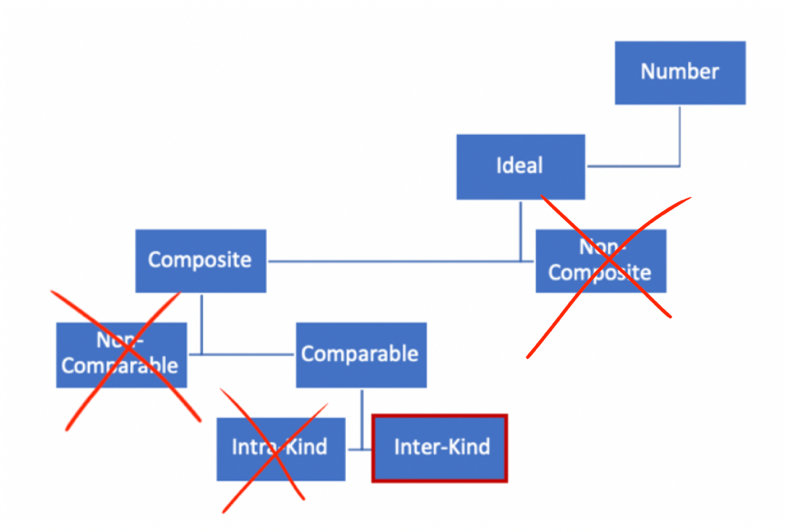 Number
Ideal
Composite
Non-
Composite
Non-
Comparable
Comparable
Intra-Kind
Inter-Kind